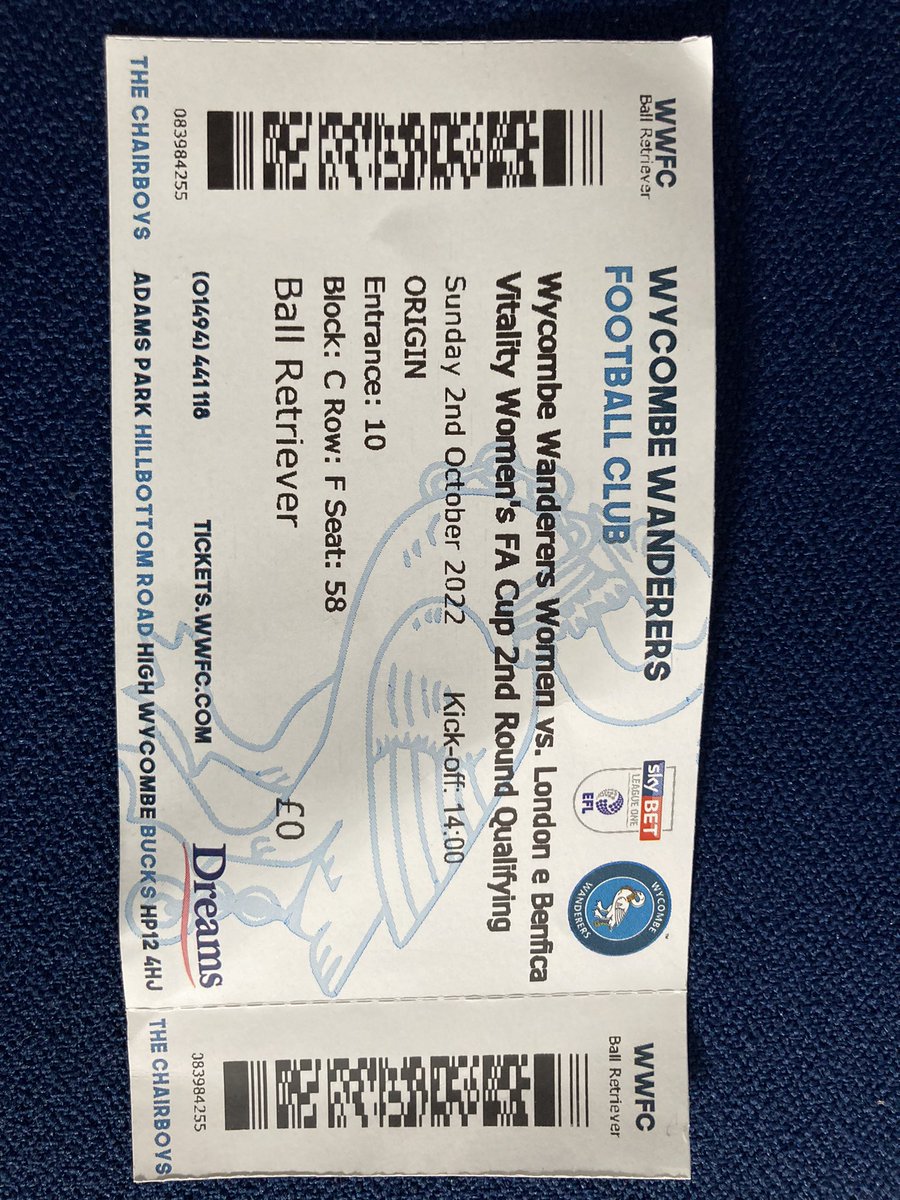 WWFC
Ball Retriever
083984255
THE CHAIRBOYS
WYCOMBE WANDERERS
FOOTBALL CLUB
sky BET
LEAGUE ONE
EFL
WYCOMBE
WANDERERS
Wycombe Wanderers Women vs. London e Benfica
Vitality Women's FA Cup 2nd Round Qualifying
Sunday 2nd October 2022 Kick-off: 14:00
ORIGIN
Entrance: 10
Block: C Row: F Seat: 58
Ball Retriever £0
(01494) 441 118 TICKETS.WWFC.COM
Dreams
ADAMS PARK HILLBOTTOM ROAD HIGH WYCOMBE BUCKS HP12 4HJ
WWFC
Ball Retriever
083984255
THE CHAIRBOYS